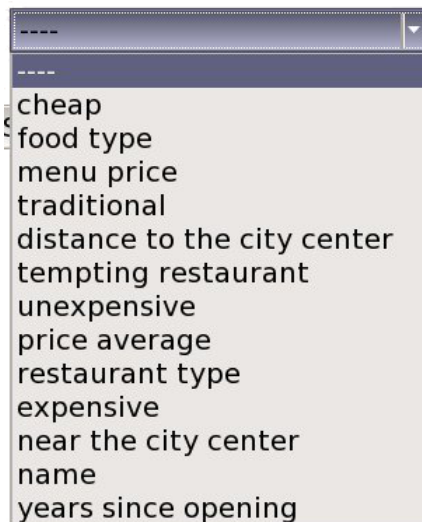 ----
----
cheap
food type
menu price
traditional
distance to the city center
tempting restaurant
unexpensive
price average
restaurant type
expensive
near the city center
name
years since opening